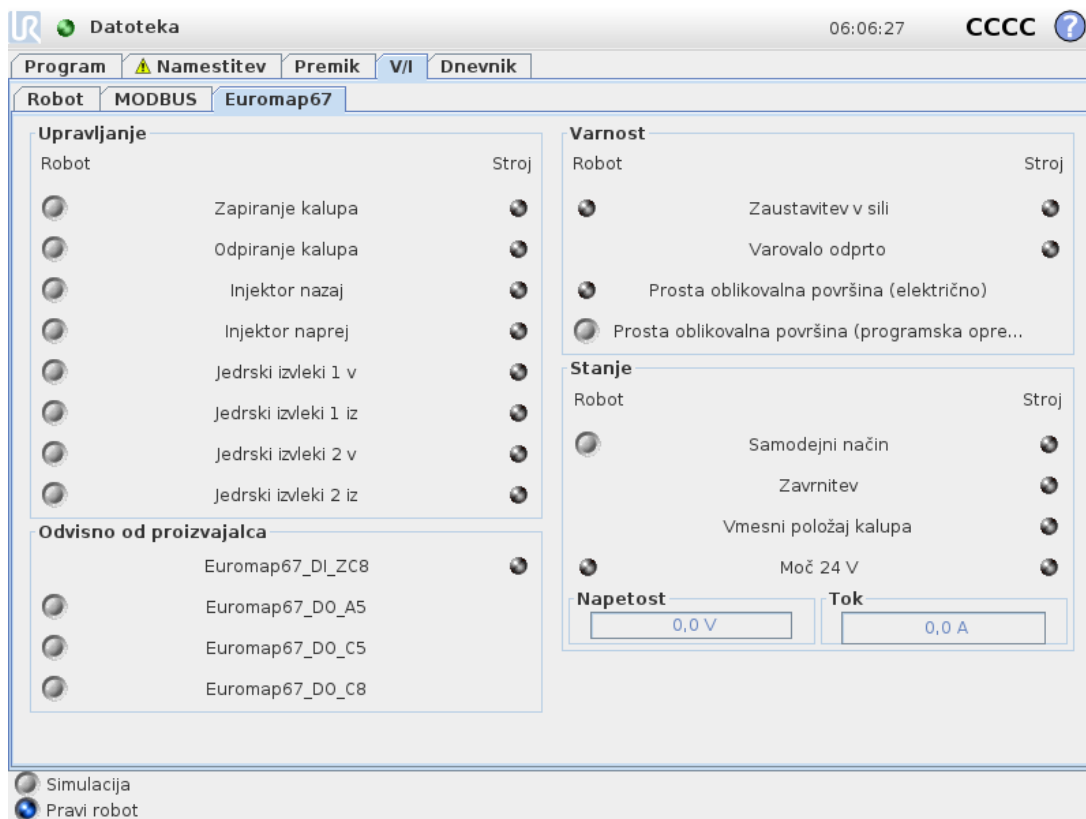 UR Datoteka 06:06:27 CCCC ?
Program Namestitev Premik V/I Dnevnik
Robot MODBUS Euromap67
Upravljanje
Robot Stroj
Zapiranje kalupa
Odpiranje kalupa
Injektor nazaj
Injektor naprej
Jedrski izvleki 1 v
Jedrski izvleki 1 iz
Jedrski izvleki 2 v
Jedrski izvleki 2 iz
Odvisno od proizvajalca
Euromap67_DI_ZC8
Euromap67_DO_A5
Euromap67_DO_C5
Euromap67_DO_C8
Varnost
Robot Stroj
Zaustavitev v sili
Varovalo odprto
Prosta oblikovalna površina (električno)
Prosta oblikovalna površina (programska opre...
Stanje
Robot Stroj
Samodejni način
Zavrnitev
Vmesni položaj kalupa
Moč 24 V
Napetost Tok
0,0 V 0,0 A
Simulacija
Pravi robot